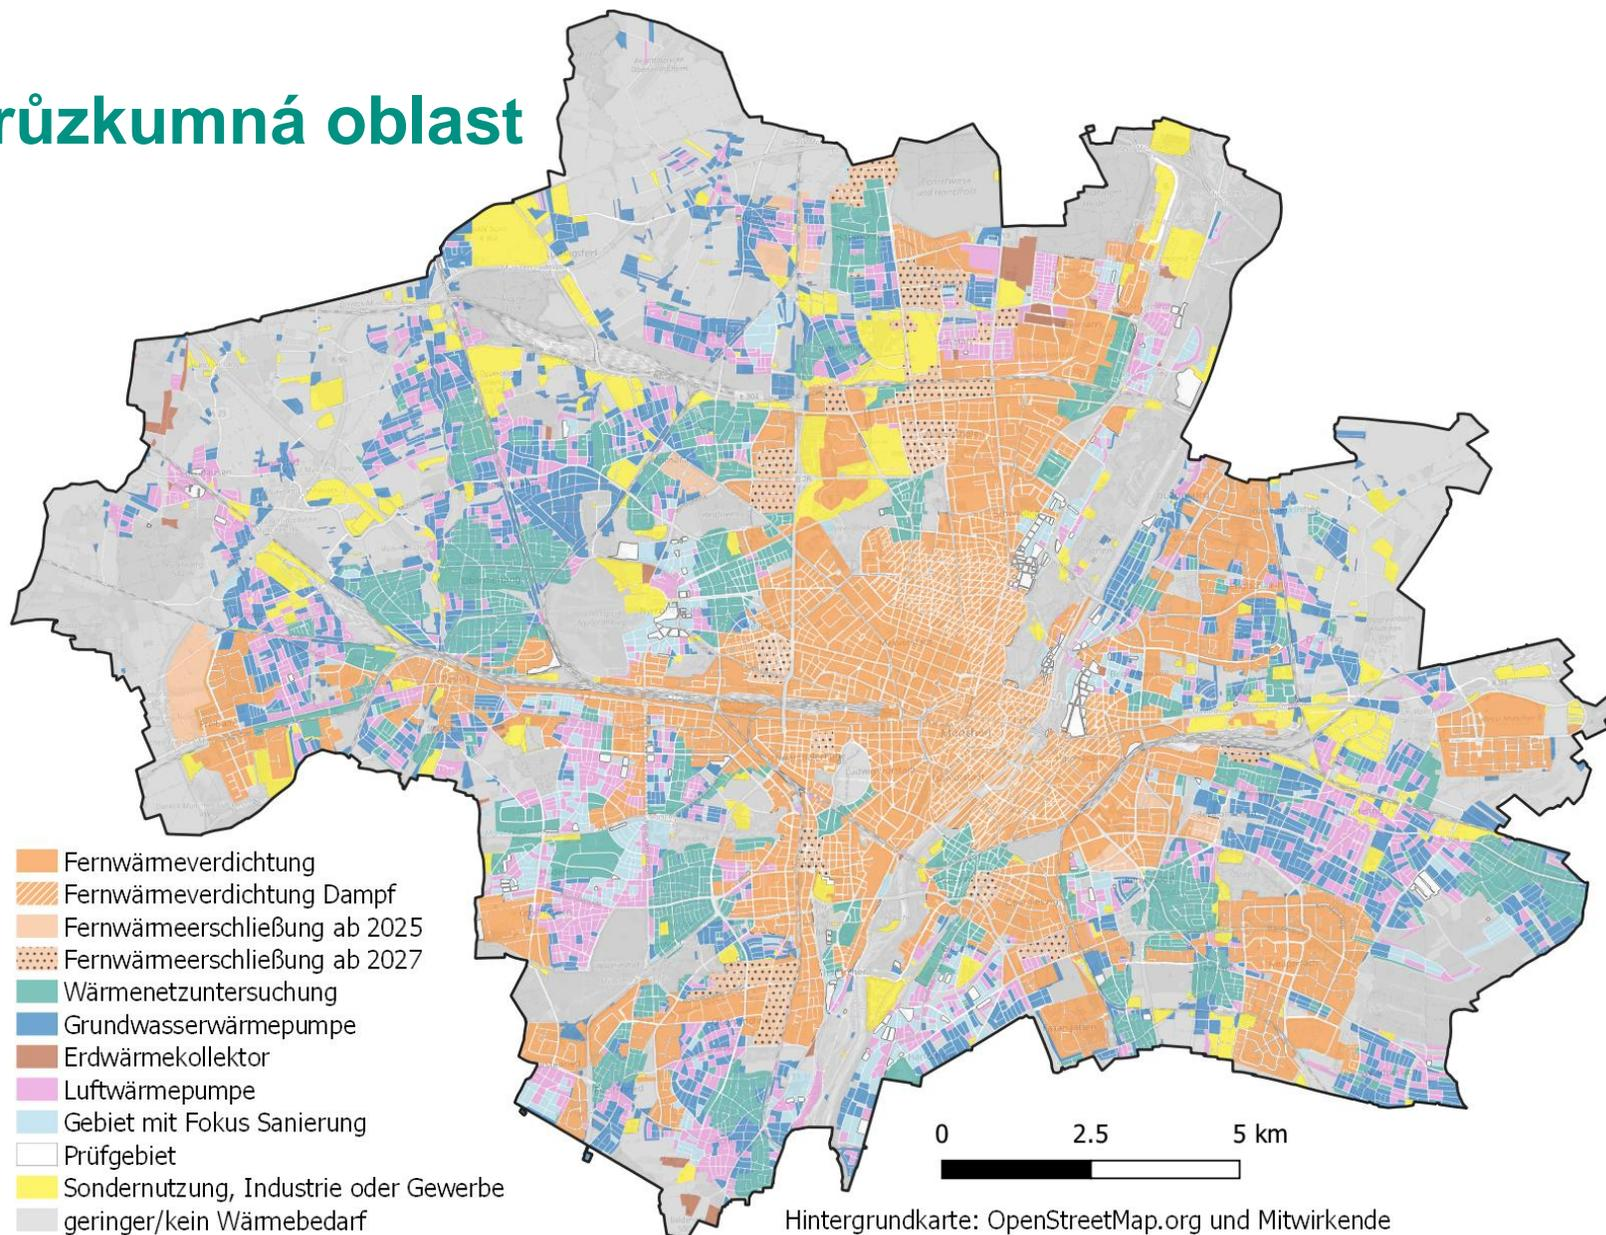 růzkumná oblast
Fernwärmeverdichtung
Fernwärmeverdichtung Dampf
Fernwärmeerschließung ab 2025
Fernwärmeerschließung ab 2027
Wärmenetzuntersuchung
Grundwasserwärmepumpe
Erdwärmekollektor
Luftwärmepumpe
Gebiet mit Fokus Sanierung
Prüfgebiet
Sondernutzung, Industrie oder Gewerbe
geringer/kein Wärmebedarf
0 2.5 5 km
Hintergrundkarte: OpenStreetMap.org und Mitwirkende